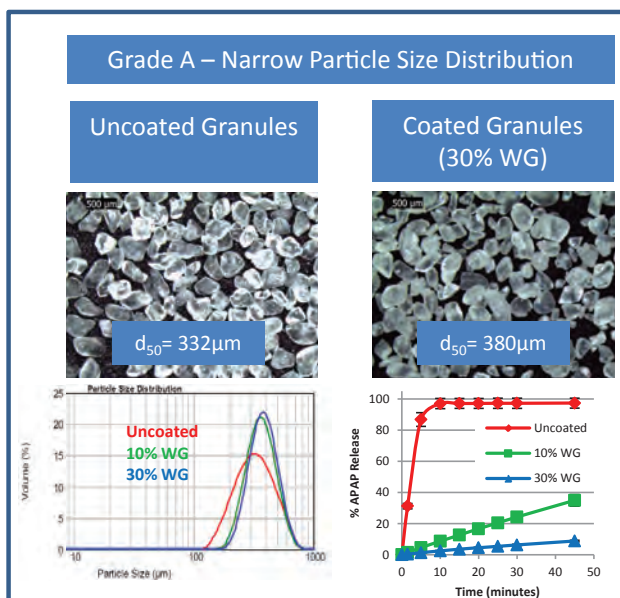 Grade A – Narrow Particle Size Distribution
Uncoated Granules
Coated Granules
(30% WG)
500 µm
500 µm
d50= 332µm
d50= 380µm
Particle Size Distribution
Volume (%)
25
20
15
10
5
0
Uncoated
10% WG
30% WG
10
100
1000
Particle Size (µm)
% APAP Release
100
80
60
40
20
0
Uncoated
10% WG
30% WG
0
10
20
30
40
50
Time (minutes)